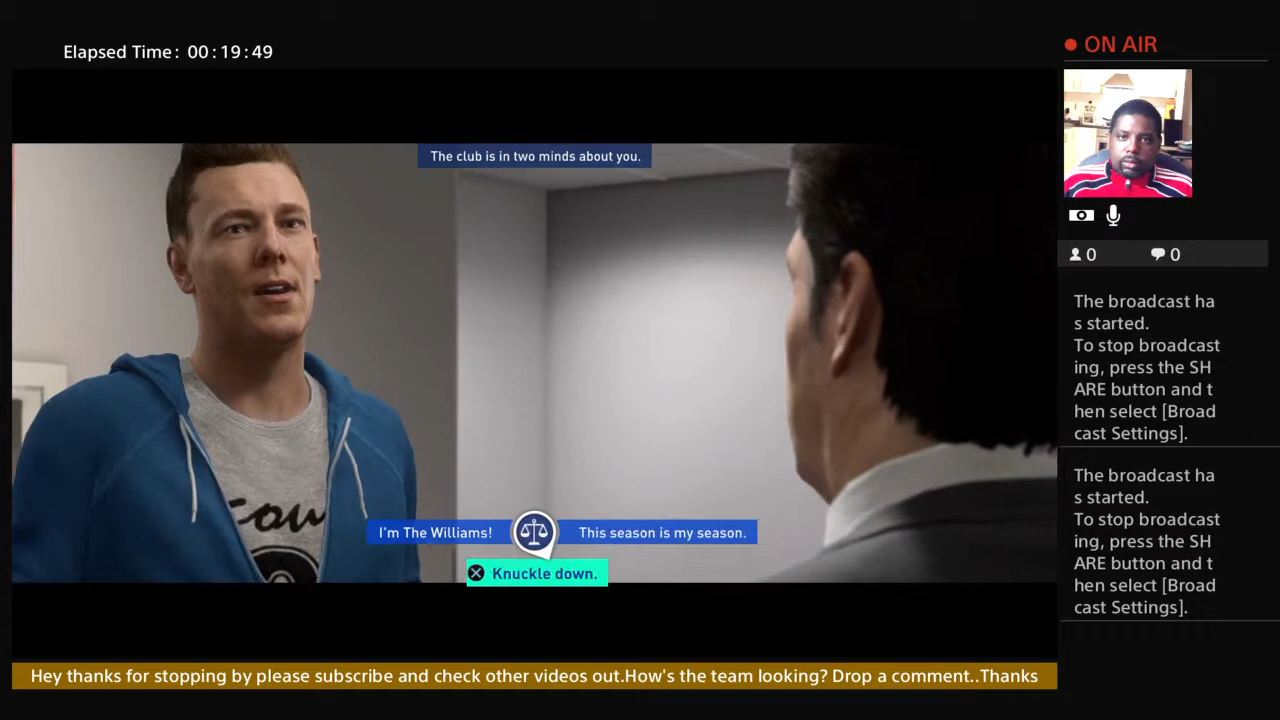 Elapsed Time: 00:19:49
ON AIR
The club is in two minds about you.
0
0
The broadcast ha
s started.
To stop broadcast
ing, press the SH
ARE button and t
hen select [Broad
cast Settings].
The broadcast ha
s started.
To stop broadcast
ing, press the SH
ARE button and t
hen select [Broad
cast Settings].
I'm The Williams!
This season is my season.
Knuckle down.
Hey thanks for stopping by please subscribe and check other videos out.How's the team looking? Drop a comment..Thanks